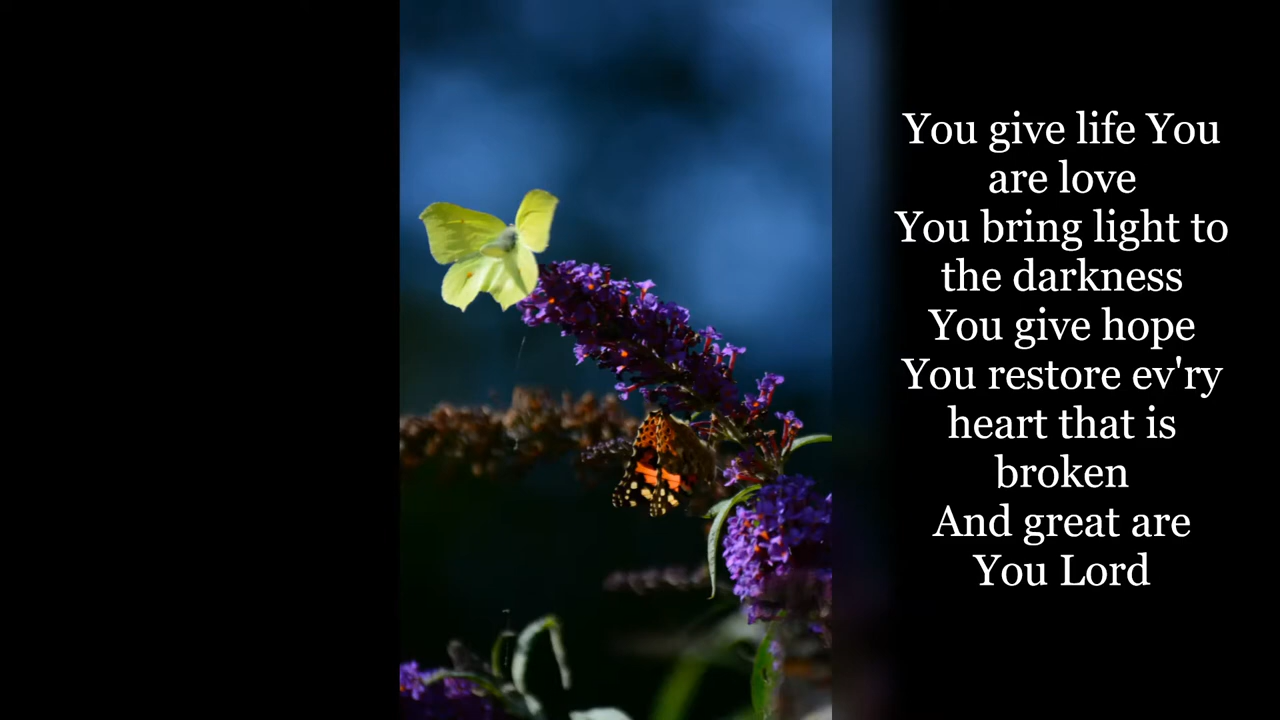 You give life You
are love
You bring light to
the darkness
You give hope
You restore ev'ry
heart that is
broken
And great are
You Lord